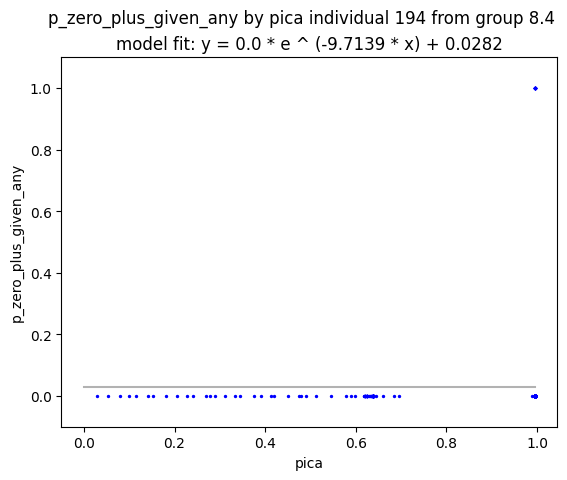 p_zero_plus_given_any by pica individual 194 from group 8.4
model fit: y = 0.0 * e ^ (-9.7139 * x) + 0.0282
1.0
0.8
0.6
0.4
0.2
0.0
p_zero_plus_given_any
0.0 0.2 0.4 0.6 0.8 1.0
pica